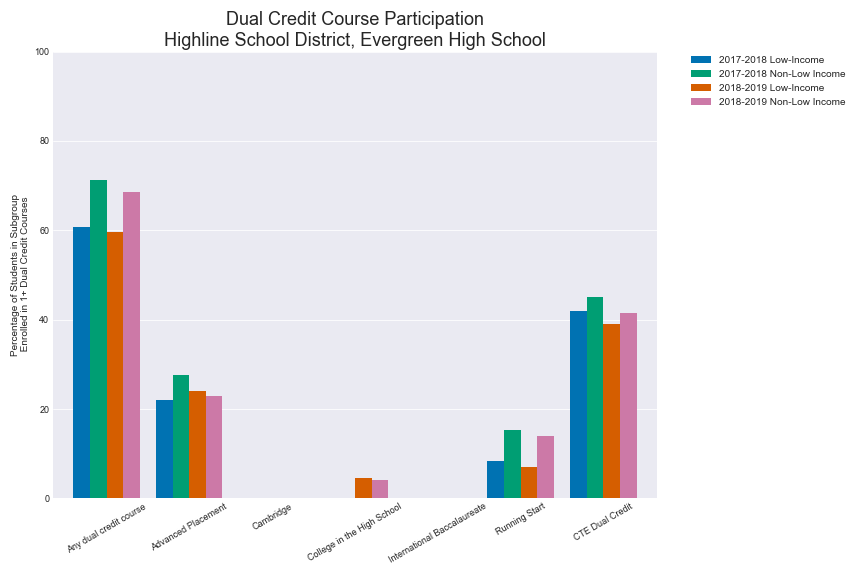 Dual Credit Course Participation
Highline School District, Evergreen High School
2017-2018 Low-Income
2017-2018 Non-Low Income
2018-2019 Low-Income
2018-2019 Non-Low Income
Percentage of Students in Subgroup
Enrolled in 1+ Dual Credit Courses
100
80
60
40
20
0
Any dual credit course
Advanced Placement
Cambridge
College in the High School
International Baccalaureate
Running Start
CTE Dual Credit